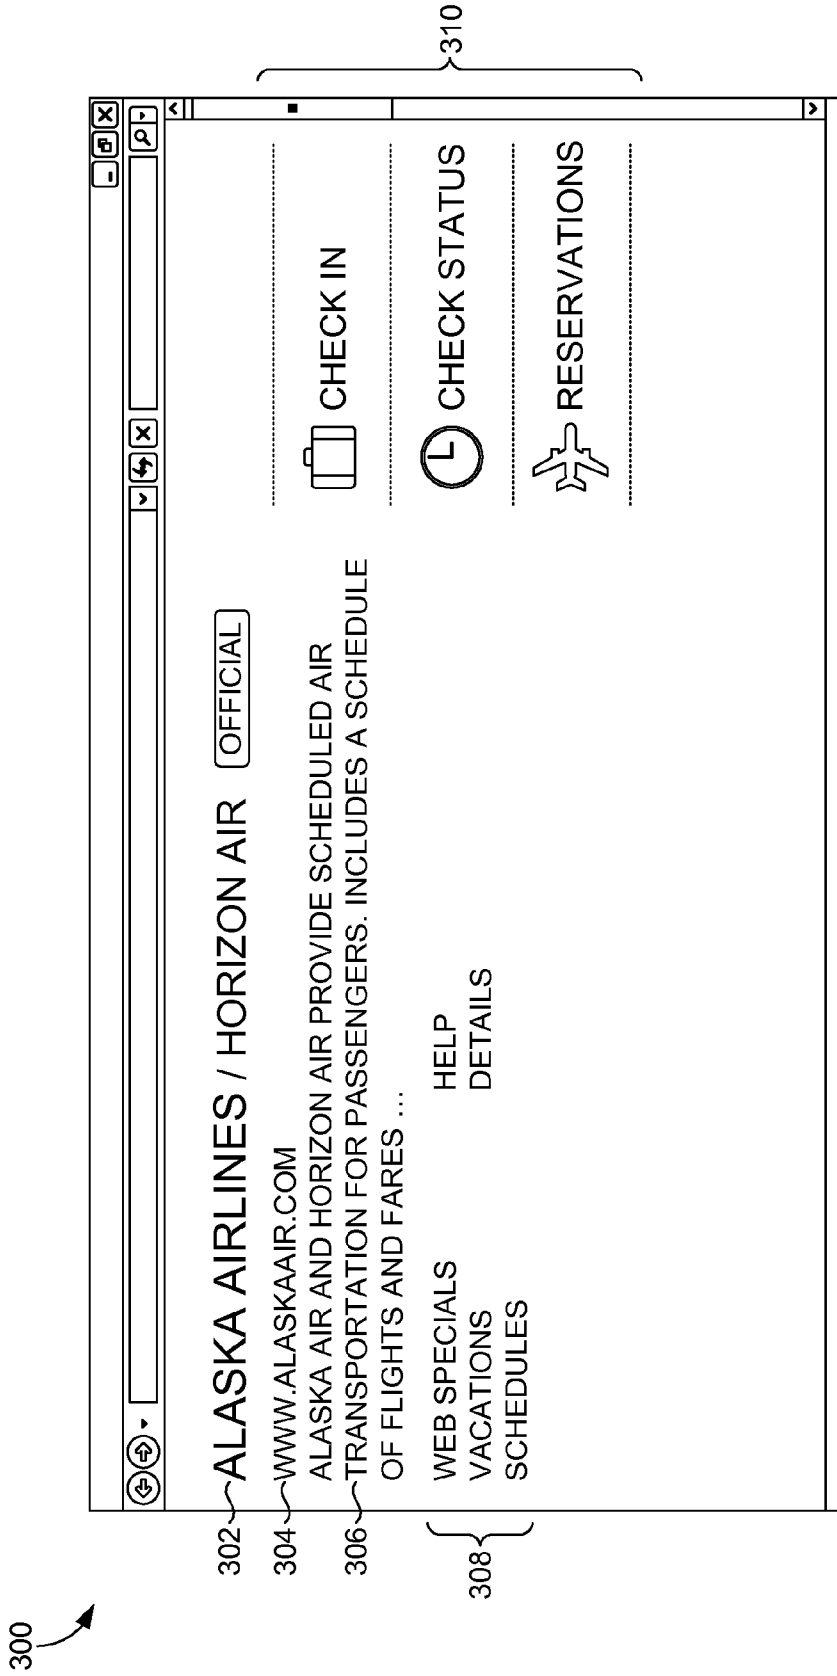 300
302
ALASKA AIRLINES / HORIZON AIR OFFICIAL
304
WWW.ALASKAAIR.COM
ALASKA AIR AND HORIZON AIR PROVIDE SCHEDULED AIR
306
TRANSPORTATION FOR PASSENGERS. INCLUDES A SCHEDULE
OF FLIGHTS AND FARES ...
308
WEB SPECIALS
VACATIONS
SCHEDULES
HELP
DETAILS
CHECK IN
CHECK STATUS
RESERVATIONS
310